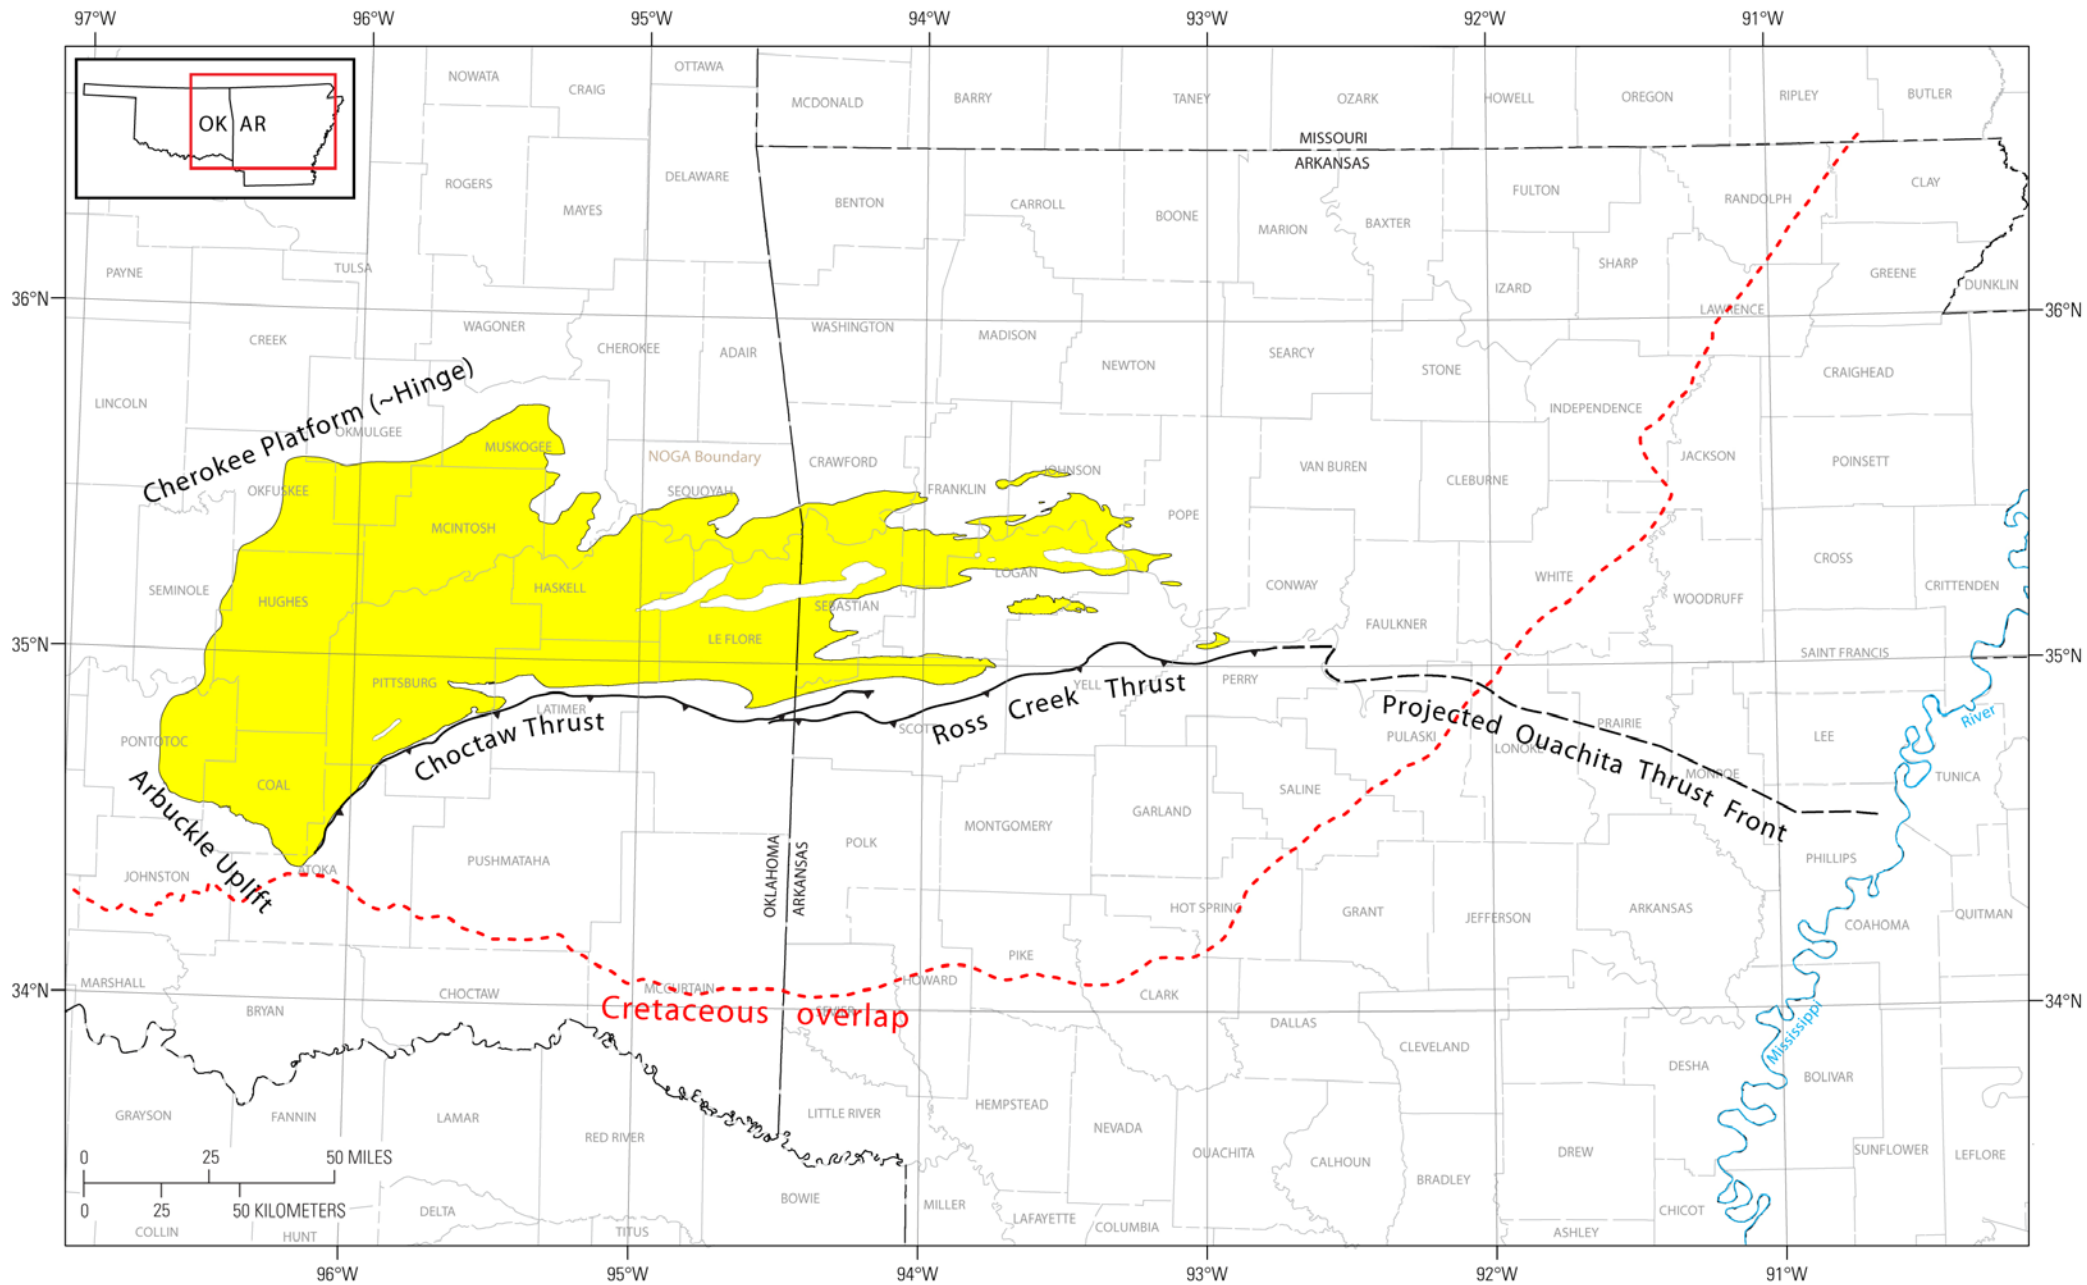 97°W 96°W 95°W 94°W 93°W 92°W 91°W
OK AR
NOWATA
CRAIG
OTTAWA
MCDONALD
BARRY
TANEY
OZARK
HOWELL
OREGON
RIPLEY
BUTLER
MISSOURI
ARKANSAS
ROGERS
MAYES
DELAWARE
BENTON
CARROLL
BOONE
MARION
BAXTER
FULTON
RANDOLPH
CLAY
PAYNE
TULSA
SHARP
IZARD
GREENE
DUNKLIN
36°N
36°N
LAWRENCE
CREEK
WAGONER
CHEROKEE
ADAIR
WASHINGTON
MADISON
NEWTON
SEARCY
STONE
CRAIGHEAD
LINCOLN
Cherokee Platform (~Hinge)
OKMULGEE
MUSKOGEE
NOGA Boundary
CRAWFORD
JOHNSON
VAN BUREN
CLEBURNE
INDEPENDENCE
JACKSON
POINSETT
OKFUSKEE
SEQUOYAH
FRANKLIN
POPE
MCINTOSH
SEMINOLE
HUGHES
HASKELL
SEBASTIAN
LOGAN
CONWAY
WHITE
WOODRUFF
CROSS
CRITTENDEN
FAULKNER
LE FLORE
35°N
35°N
SAINT FRANCIS
PITTSBURG
LATIMER
YELL
PERRY
Choctaw Thrust
SCOTT
Ross Creek Thrust
Projected Ouachita Thrust Front
PULASKI
LONOKE
PRAIRIE
LEE
River
PONTOTOC
COAL
Arbuckle Uplift
MONROE
TUNICA
SALINE
GARLAND
MONTGOMERY
POLK
PUSHMATAHA
OKLAHOMA
ARKANSAS
PHILLIPS
JOHNSTON
ATOKA
HOT SPRING
GRANT
JEFFERSON
ARKANSAS
COAHOMA
QUITMAN
PIKE
HOWARD
CLARK
34°N
34°N
MARSHALL
BRYAN
CHOCTAW
MCCURTAIN
SEVIER
Cretaceous overlap
DALLAS
CLEVELAND
DESHA
Mississippi
BOLIVAR
GRAYSON
FANNIN
LAMAR
RED RIVER
LITTLE RIVER
HEMPSTEAD
NEVADA
OUACHITA
CALHOUN
BRADLEY
DREW
SUNFLOWER
LEFLORE
0 25 50 MILES
0 25 50 KILOMETERS
COLLIN
HUNT
DELTA
TITUS
BOWIE
MILLER
LAFAYETTE
COLUMBIA
ASHLEY
CHICOT
96°W 95°W 94°W 93°W 92°W 91°W